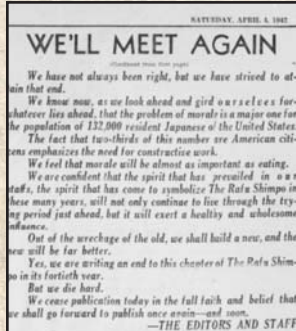 SATURDAY, APRIL 4, 1942
WE'LL MEET AGAIN
(Continued from first page)
We have not always been right, but we have strived to at-
ain that end.
We know now, as we look ahead and gird ourselves for
whatever lies ahead, that the problem of morale is a major one for
the population of 132,000 resident Japanese of the United States.
The fact that two-thirds of this number are American citi-
zens emphasizes the need for constructive work.
We feel that morale will be almost as important as eating.
We are confident that the spirit that has prevailed in our
staffs, the spirit that has come to symbolize The Rafu Shimpo in
these many years, will not only continue to live through the try-
ng period just ahead, but it will exert a healthy and wholesome
nfluence.
Out of the wreckage of the old, we shall build a new, and the
new will be far better.
Yes, we are writing an end to this chapter of The Rafu Shim-
po in its fortieth year.
But we die hard.
We cease publication today in the full faith and belief that
we shall go forward to publish once again—and soon.
—THE EDITORS AND STAFF